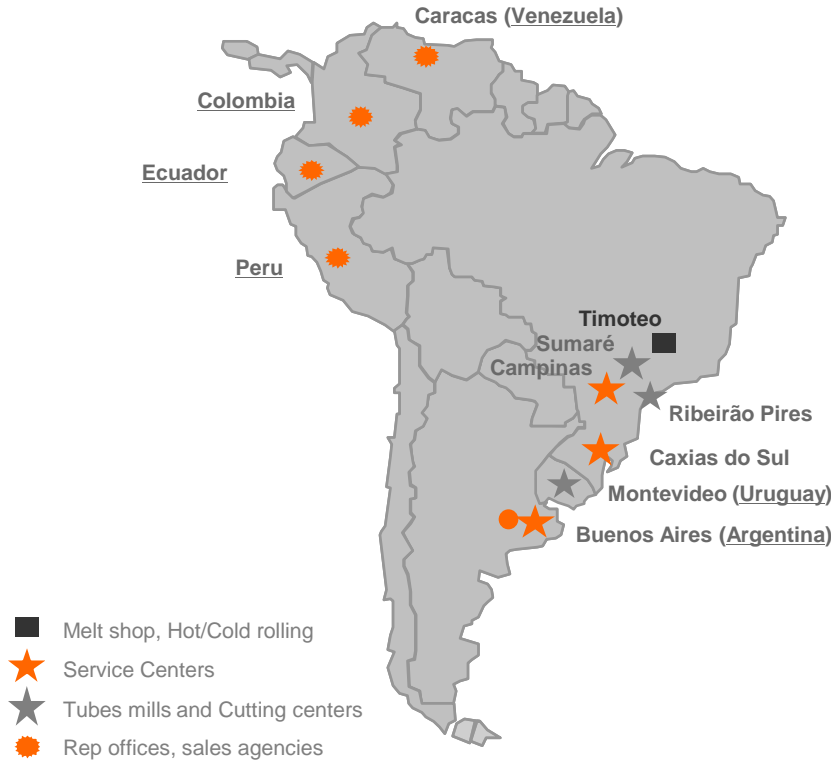 Caracas (Venezuela)
Colombia
Ecuador
Peru
Timoteo
Sumaré
Campinas
Ribeirão Pires
Caxias do Sul
Montevideo (Uruguay)
Buenos Aires (Argentina)
Melt shop, Hot/Cold rolling
Service Centers
Tubes mills and Cutting centers
Rep offices, sales agencies